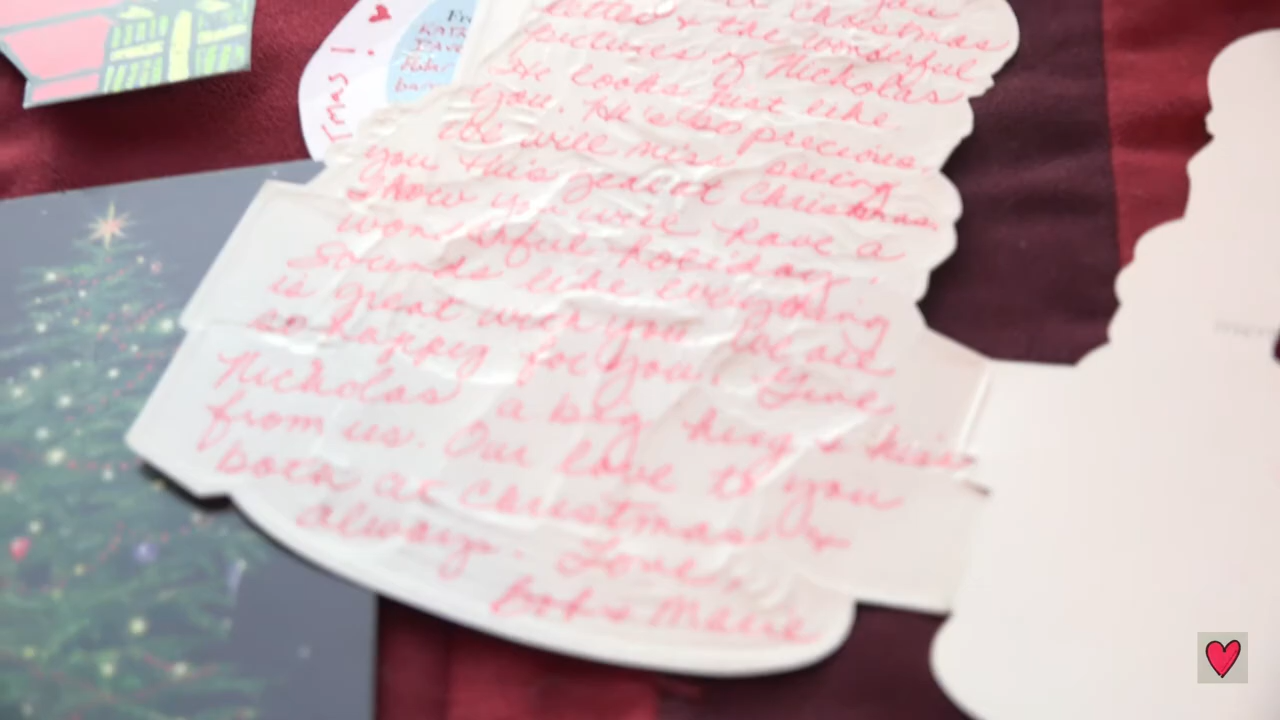 you
Christmas
letter & the wonderful
pictures of Nicholas
He looks just like
you. He's so precious.
We will miss seeing
you this year at Christmas.
I know you will have a
wonderful holiday.
Sounds like everything
is great with you. We are
so happy for you! Give
Nicholas a big hug & kiss
from us. Our love to you
both at Christmas &
always. Love,
Bob & Marie